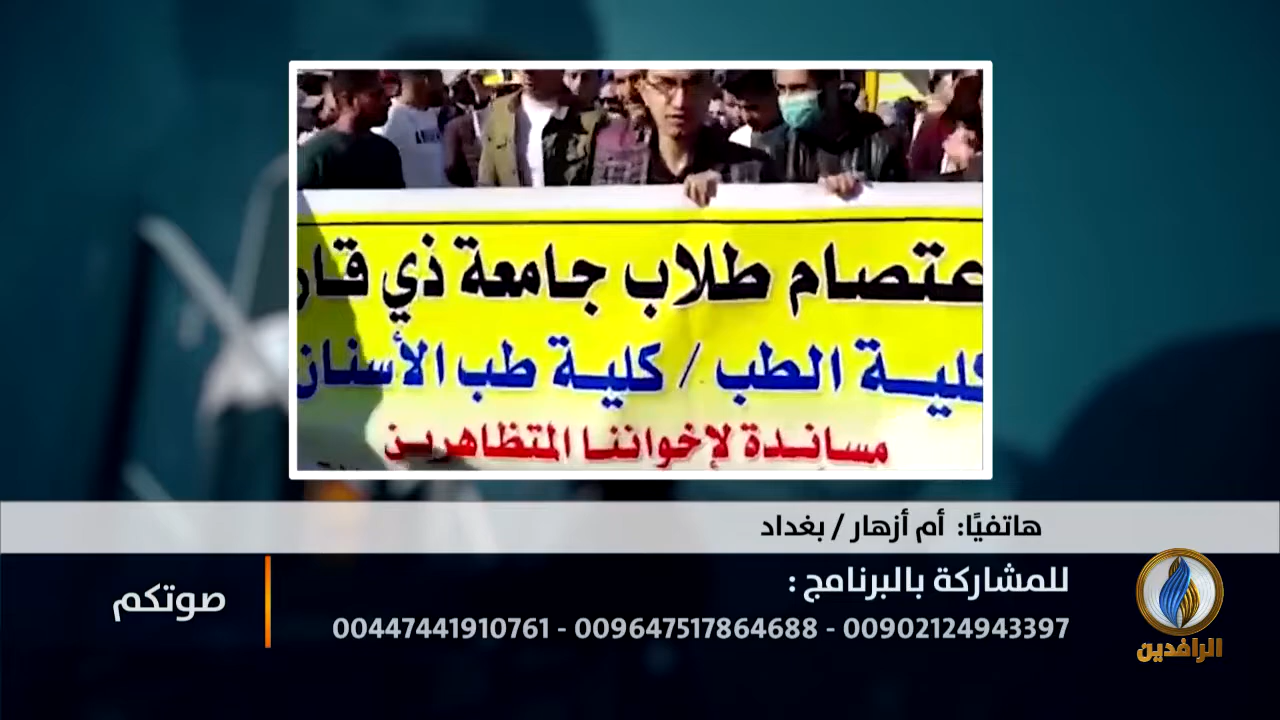 عتصام طلاب جامعة ذي قار
كلية الطب / كلية طب الأسنان
مساندة لإخواننا المتظاهرين
هاتفيًا: أم أزهار / بغداد
للمشاركة بالبرنامج :
00447441910761 - 009647517864688 - 00902124943397
صوتكم
الرافدين